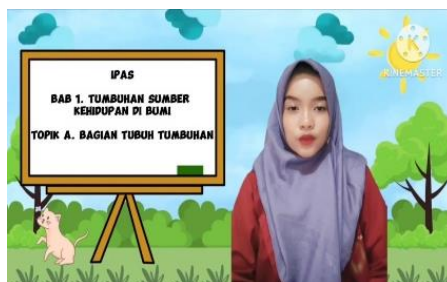 IPAS
BAB 1. TUMBUHAN SUMBER
KEHIDUPAN DI BUMI
TOPIK A. BAGIAN TUBUH TUMBUHAN
KINEMASTER